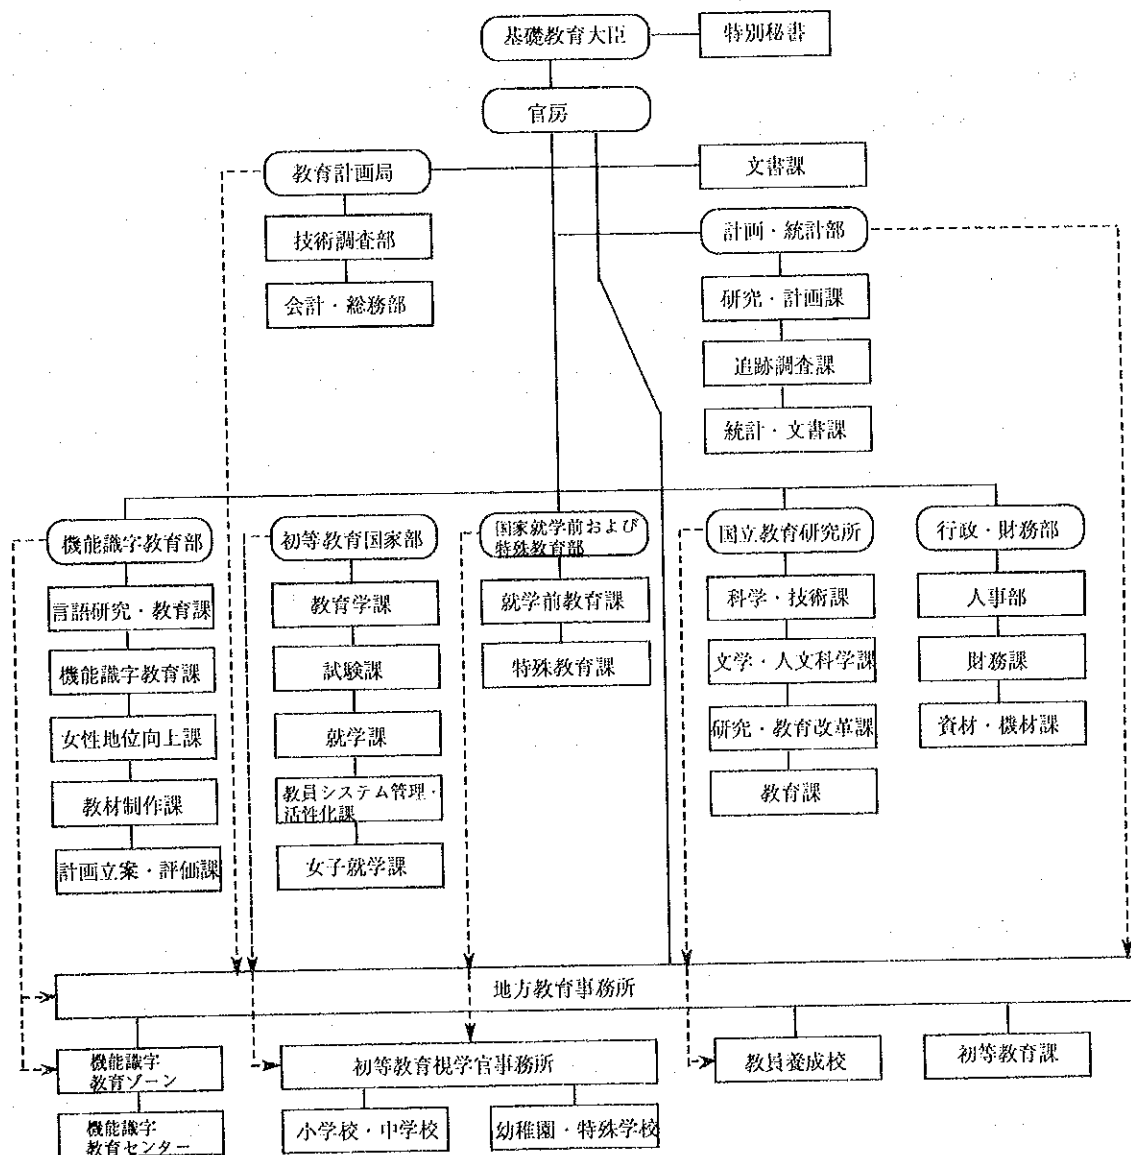 基礎教育大臣
特別秘書
官房
教育計画局
文書課
技術調査部
計画・統計部
会計・総務部
研究・計画課
追跡調査課
統計・文書課
機能識字教育部
初等教育国家部
国家就学前および
特殊教育部
国立教育研究所
行政・財務部
言語研究・教育課
教育学課
就学前教育課
科学・技術課
人事部
機能識字教育課
試験課
特殊教育課
文学・人文科学課
財務課
女性地位向上課
就学課
研究・教育改革課
資材・機材課
教材制作課
教員システム管理・
活性化課
教育課
計画立案・評価課
女子就学課
地方教育事務所
機能識字
教育ゾーン
初等教育視学官事務所
教員養成校
初等教育課
機能識字
教育センター
小学校・中学校
幼稚園・特殊学校